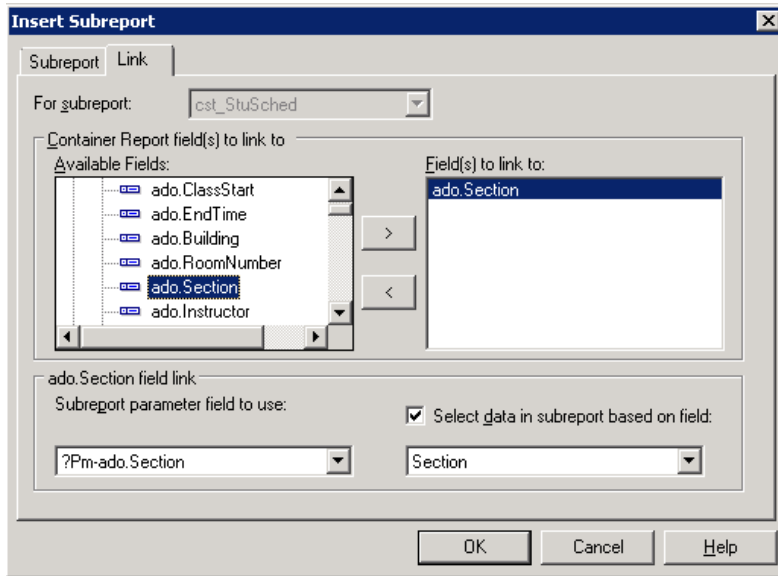 Insert Subreport
Subreport
Link
For subreport:
cst_StuSched
Container Report field(s) to link to
Available Fields:
Field(s) to link to:
ado.ClassStart
ado.EndTime
ado.Building
ado.RoomNumber
ado.Section
ado.Instructor
>
<
ado.Section
ado.Section field link
Subreport parameter field to use:
Select data in subreport based on field:
?Pm-ado.Section
Section
OK
Cancel
Help